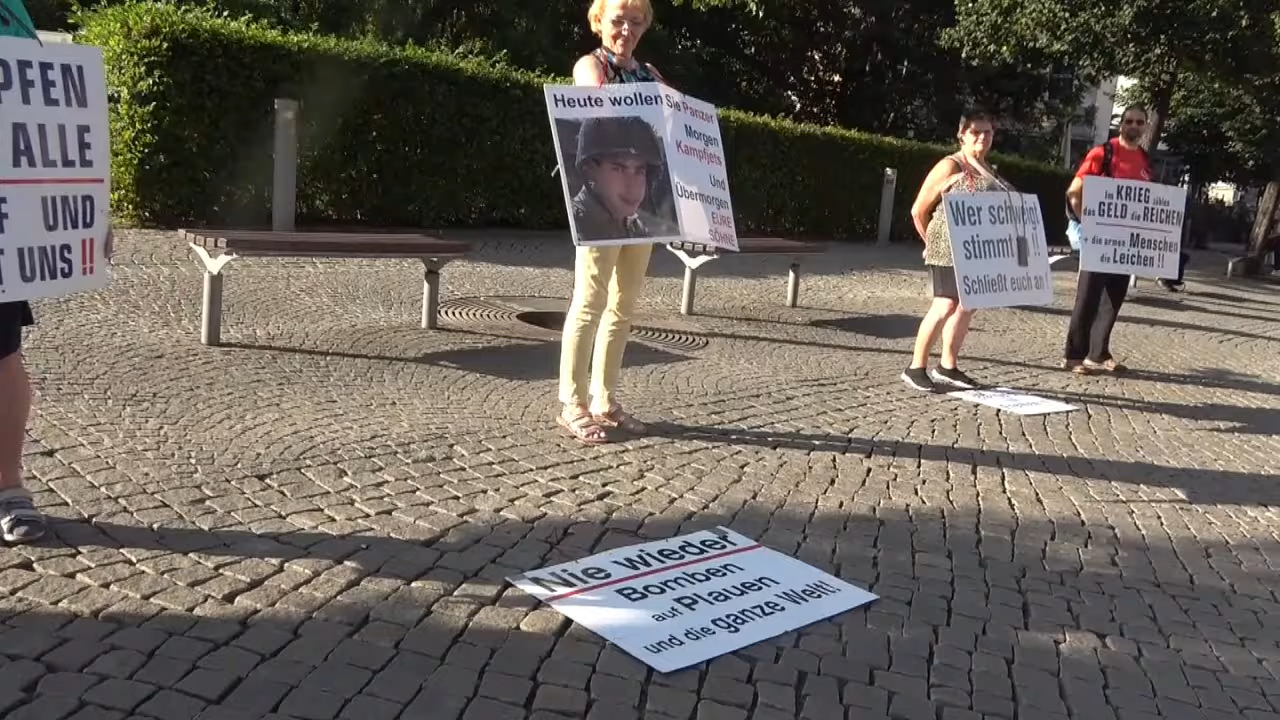 PFEN
ALLE
F UND
T UNS !!
Heute wollen Sie Panzer
Morgen
Kampfjets
Und
Übermorgen
EURE
SÖHNE
Wer schweigt
stimmt
!!
Schließt euch an !
Im KRIEG zählen
das GELD die REICHEN
+ die armen Menschen
die Leichen !!
Nie wieder
Bomben
auf Plauen
und die ganze Welt!